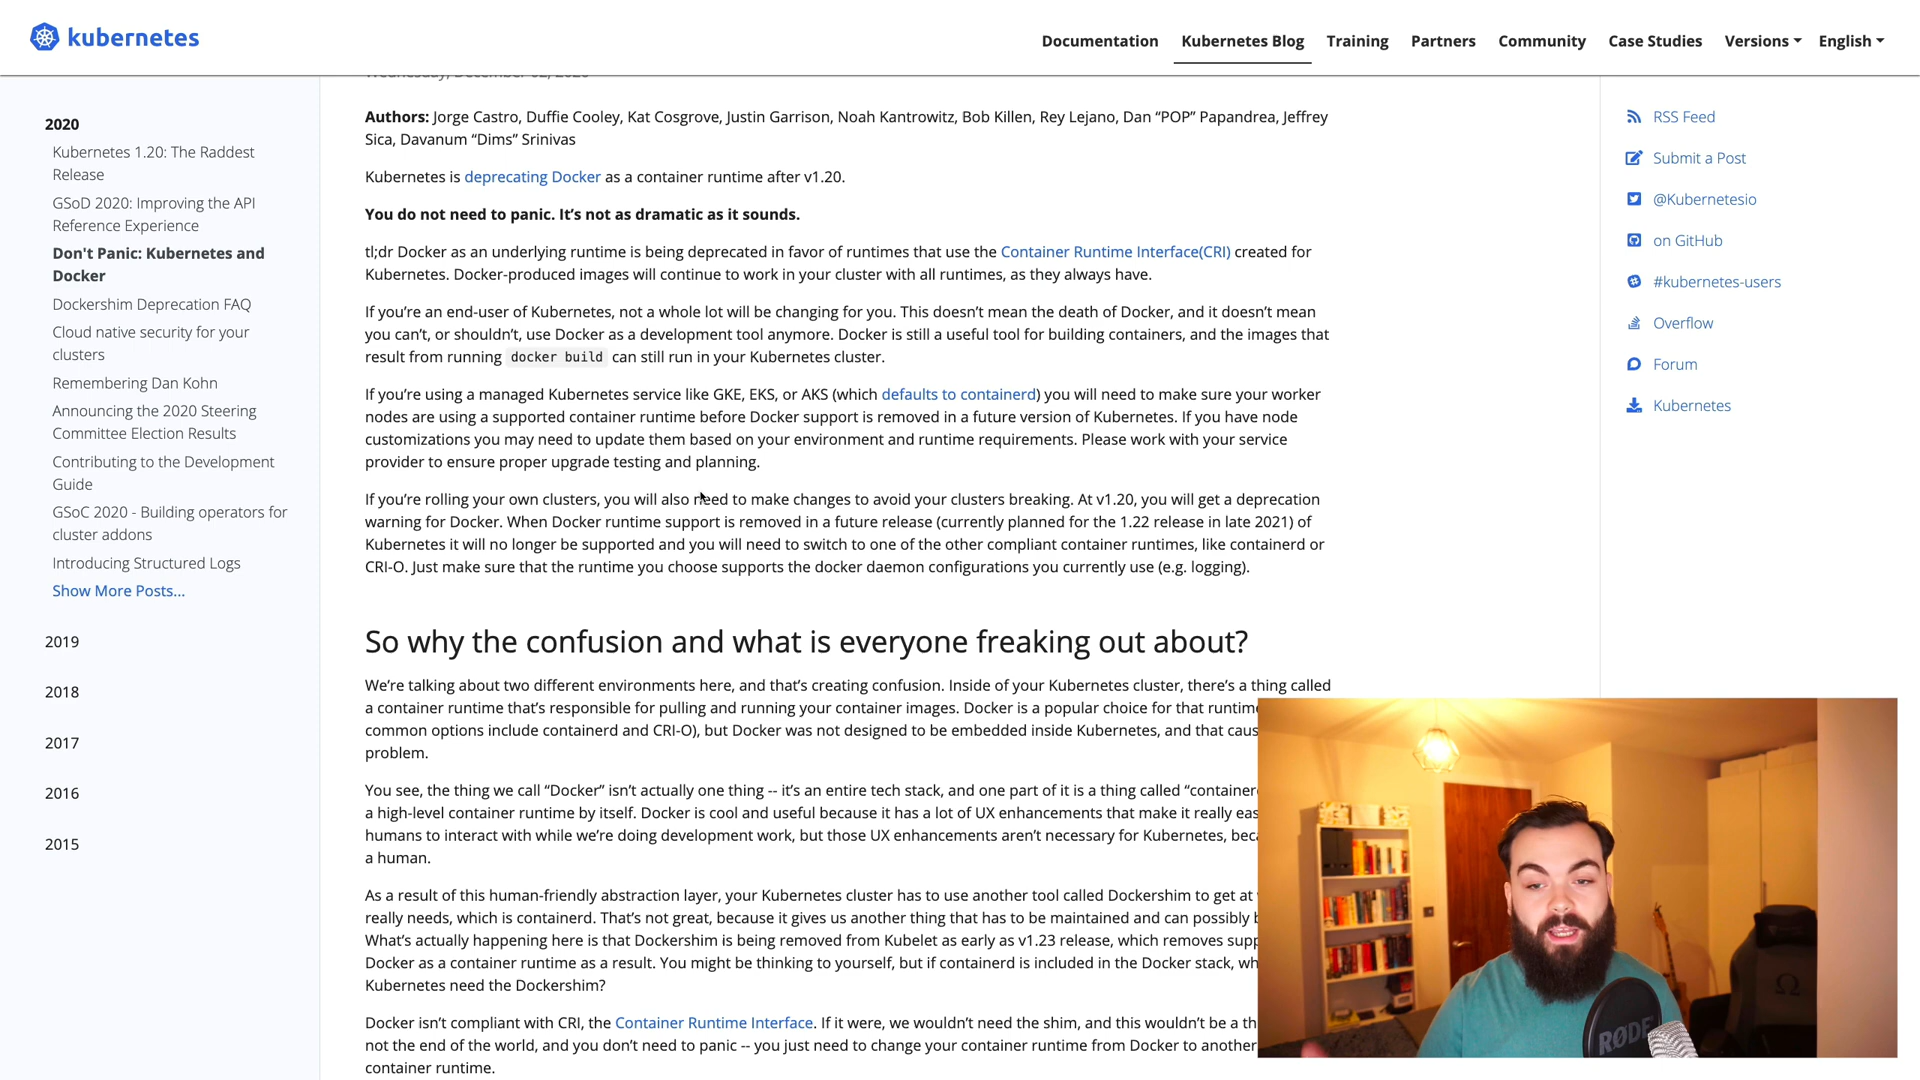 kubernetes
Documentation
Kubernetes Blog
Training
Partners
Community
Case Studies
Versions
English
2020
Kubernetes 1.20: The Raddest
Release
GSoD 2020: Improving the API
Reference Experience
Don't Panic: Kubernetes and
Docker
Dockershim Deprecation FAQ
Cloud native security for your
clusters
Remembering Dan Kohn
Announcing the 2020 Steering
Committee Election Results
Contributing to the Development
Guide
GSoC 2020 - Building operators for
cluster addons
Introducing Structured Logs
Show More Posts...
2019
2018
2017
2016
2015
Wednesday, December 02, 2020
Authors: Jorge Castro, Duffie Cooley, Kat Cosgrove, Justin Garrison, Noah Kantrowitz, Bob Killen, Rey Lejano, Dan “POP” Papandrea, Jeffrey
Sica, Davanum “Dims” Srinivas
Kubernetes is deprecating Docker as a container runtime after v1.20.
You do not need to panic. It’s not as dramatic as it sounds.
tl;dr Docker as an underlying runtime is being deprecated in favor of runtimes that use the Container Runtime Interface(CRI) created for
Kubernetes. Docker-produced images will continue to work in your cluster with all runtimes, as they always have.
If you’re an end-user of Kubernetes, not a whole lot will be changing for you. This doesn’t mean the death of Docker, and it doesn’t mean
you can’t, or shouldn’t, use Docker as a development tool anymore. Docker is still a useful tool for building containers, and the images that
result from running docker build can still run in your Kubernetes cluster.
If you’re using a managed Kubernetes service like GKE, EKS, or AKS (which defaults to containerd) you will need to make sure your worker
nodes are using a supported container runtime before Docker support is removed in a future version of Kubernetes. If you have node
customizations you may need to update them based on your environment and runtime requirements. Please work with your service
provider to ensure proper upgrade testing and planning.
If you’re rolling your own clusters, you will also need to make changes to avoid your clusters breaking. At v1.20, you will get a deprecation
warning for Docker. When Docker runtime support is removed in a future release (currently planned for the 1.22 release in late 2021) of
Kubernetes it will no longer be supported and you will need to switch to one of the other compliant container runtimes, like containerd or
CRI-O. Just make sure that the runtime you choose supports the docker daemon configurations you currently use (e.g. logging).
So why the confusion and what is everyone freaking out about?
We’re talking about two different environments here, and that’s creating confusion. Inside of your Kubernetes cluster, there’s a thing called
a container runtime that’s responsible for pulling and running your container images. Docker is a popular choice for that runtim
common options include containerd and CRI-O), but Docker was not designed to be embedded inside Kubernetes, and that caus
problem.
You see, the thing we call “Docker” isn’t actually one thing -- it’s an entire tech stack, and one part of it is a thing called “container
a high-level container runtime by itself. Docker is cool and useful because it has a lot of UX enhancements that make it really eas
humans to interact with while we’re doing development work, but those UX enhancements aren’t necessary for Kubernetes, beca
a human.
As a result of this human-friendly abstraction layer, your Kubernetes cluster has to use another tool called Dockershim to get at
really needs, which is containerd. That’s not great, because it gives us another thing that has to be maintained and can possibly b
What’s actually happening here is that Dockershim is being removed from Kubelet as early as v1.23 release, which removes supp
Docker as a container runtime as a result. You might be thinking to yourself, but if containerd is included in the Docker stack, wh
Kubernetes need the Dockershim?
Docker isn’t compliant with CRI, the Container Runtime Interface. If it were, we wouldn’t need the shim, and this wouldn’t be a th
not the end of the world, and you don’t need to panic -- you just need to change your container runtime from Docker to another
container runtime.
RSS Feed
Submit a Post
@Kubernetesio
on GitHub
#kubernetes-users
Overflow
Forum
Kubernetes
RØDE